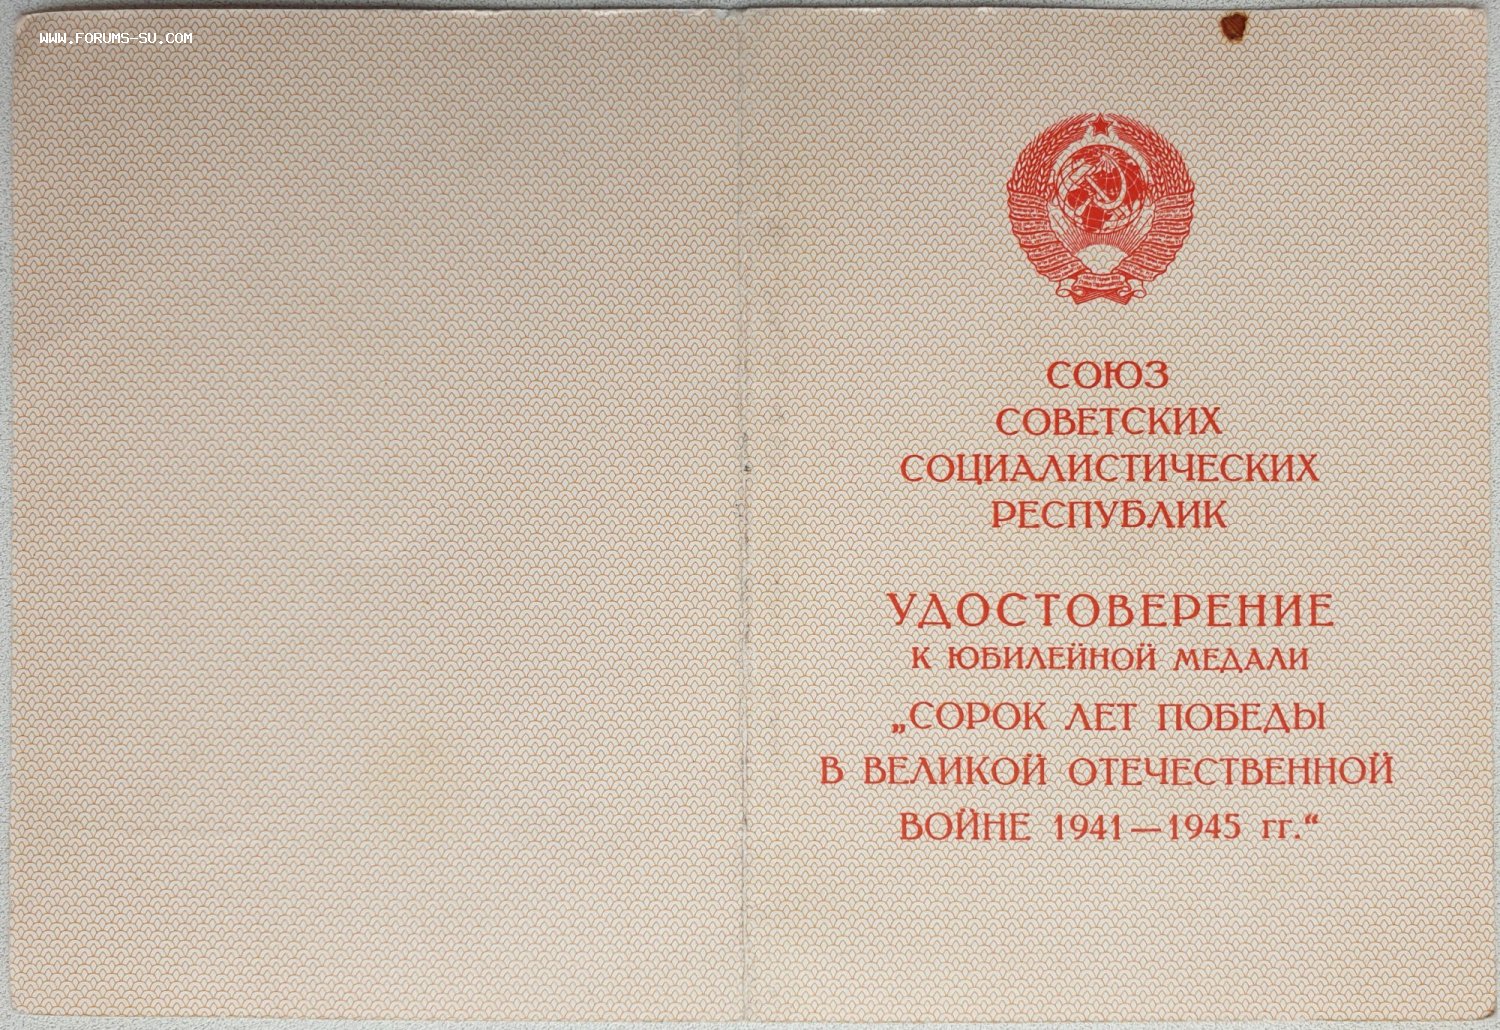 WWW.FORUMS-SU.COM
СОЮЗ
СОВЕТСКИХ
СОЦИАЛИСТИЧЕСКИХ
РЕСПУБЛИК
УДОСТОВЕРЕНИЕ
К ЮБИЛЕЙНОЙ МЕДАЛИ
„СОРОК ЛЕТ ПОБЕДЫ
В ВЕЛИКОЙ ОТЕЧЕСТВЕННОЙ
ВОЙНЕ 1941—1945 гг.“